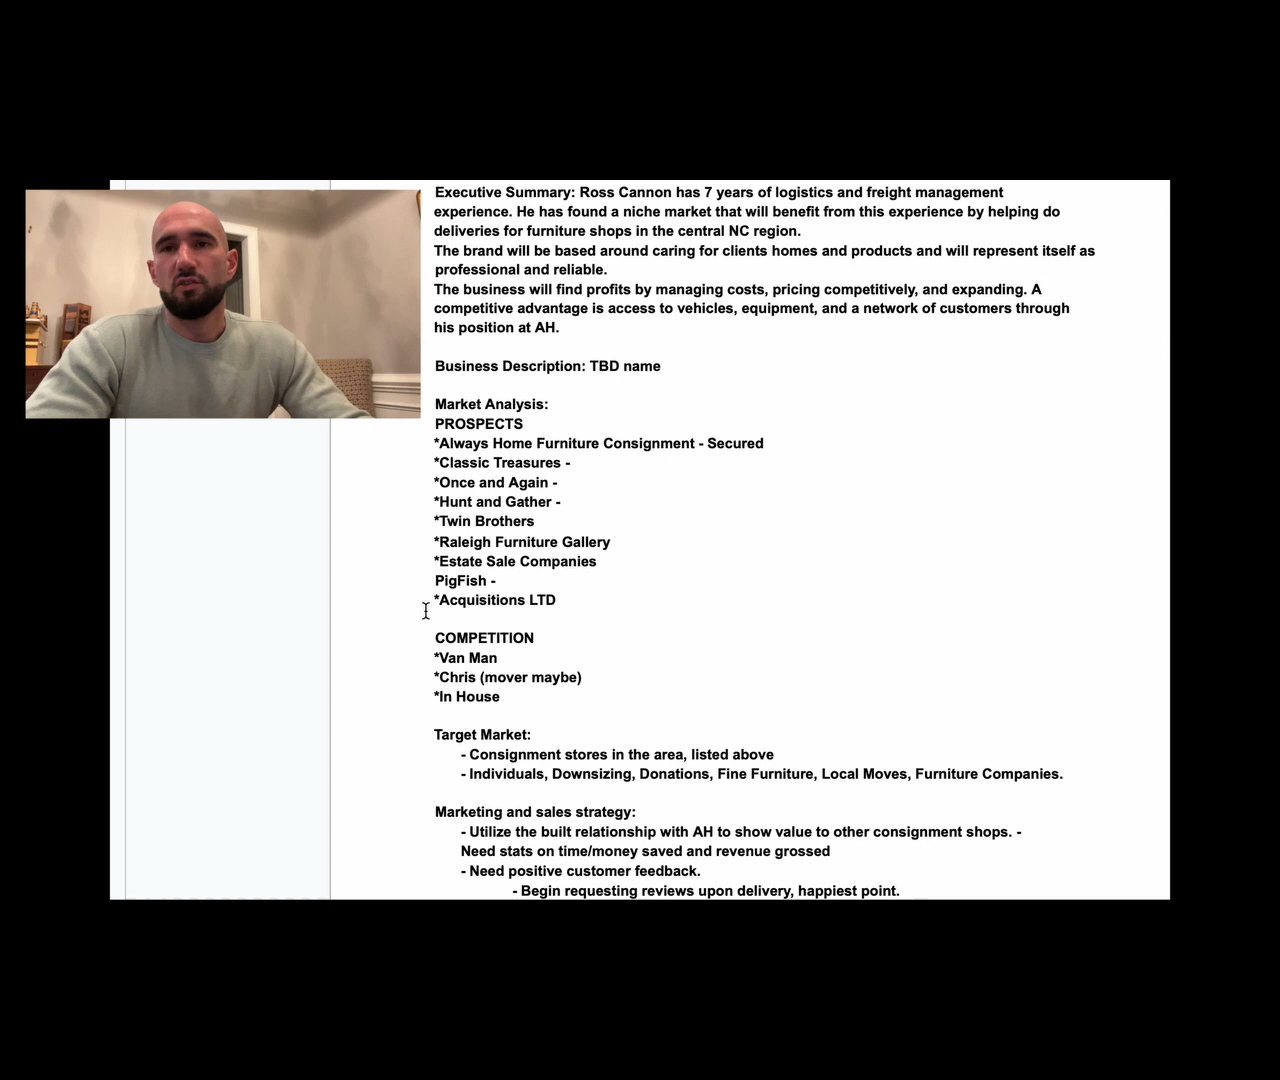 Executive Summary: Ross Cannon has 7 years of logistics and freight management
experience. He has found a niche market that will benefit from this experience by helping do
deliveries for furniture shops in the central NC region.
The brand will be based around caring for clients homes and products and will represent itself as
professional and reliable.
The business will find profits by managing costs, pricing competitively, and expanding. A
competitive advantage is access to vehicles, equipment, and a network of customers through
his position at AH.
Business Description: TBD name
Market Analysis:
PROSPECTS
*Always Home Furniture Consignment - Secured
*Classic Treasures -
*Once and Again -
*Hunt and Gather -
*Twin Brothers
*Raleigh Furniture Gallery
*Estate Sale Companies
PigFish -
*Acquisitions LTD
COMPETITION
*Van Man
*Chris (mover maybe)
*In House
Target Market:
- Consignment stores in the area, listed above
- Individuals, Downsizing, Donations, Fine Furniture, Local Moves, Furniture Companies.
Marketing and sales strategy:
- Utilize the built relationship with AH to show value to other consignment shops. -
Need stats on time/money saved and revenue grossed
- Need positive customer feedback.
- Begin requesting reviews upon delivery, happiest point.